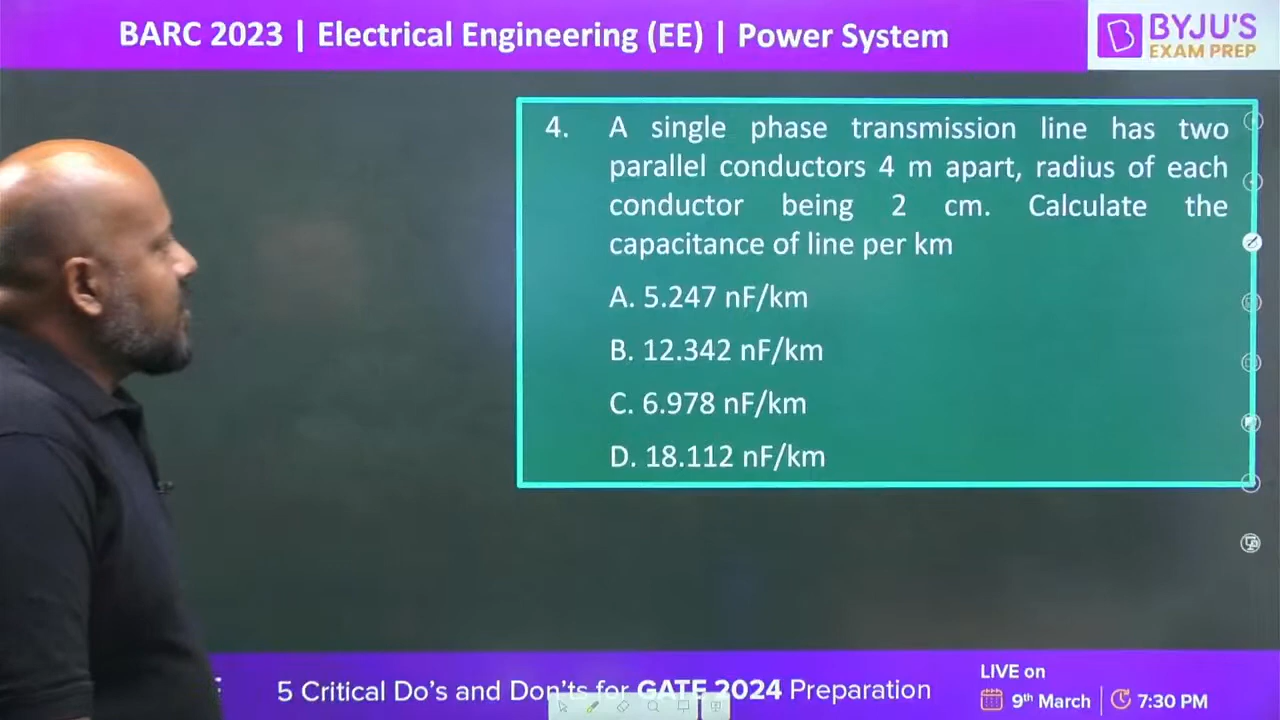 BARC 2023 | Electrical Engineering (EE) | Power System
BYJU'S
EXAM PREP
4. A single phase transmission line has two
parallel conductors 4 m apart, radius of each
conductor being 2 cm. Calculate the
capacitance of line per km
A. 5.247 nF/km
B. 12.342 nF/km
C. 6.978 nF/km
D. 18.112 nF/km
5 Critical Do's and Don'ts for GATE 2024 Preparation
LIVE on
9th March | 7:30 PM